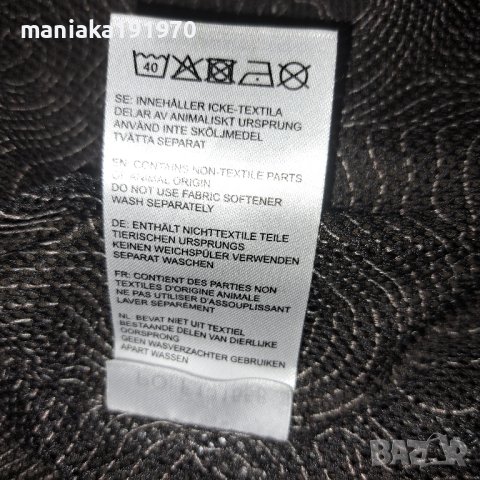 maniaka191970
40
SE: INNEHÅLLER ICKE-TEXTILA
DELAR AV ANIMALISKT URSPRUNG
ANVÄND INTE SKÖLJMEDEL
TVÄTTA SEPARAT
EN: CONTAINS NON-TEXTILE PARTS
OF ANIMAL ORIGIN
DO NOT USE FABRIC SOFTENER
WASH SEPARATELY
DE: ENTHÄLT NICHTTEXTILE TEILE
TIERISCHEN URSPRUNGS
KEINEN WEICHSPÜLER VERWENDEN
SEPARAT WASCHEN
FR: CONTIENT DES PARTIES NON
TEXTILES D'ORIGINE ANIMALE
NE PAS UTILISER D'ASSOUPLISSANT
LAVER SÉPARÉMENT
NL: BEVAT NIET UIT TEXTIEL
BESTAANDE DELEN VAN DIERLIJKE
OORSPRONG
GEEN WASVERZACHTER GEBRUIKEN
APART WASSEN
BAZAR